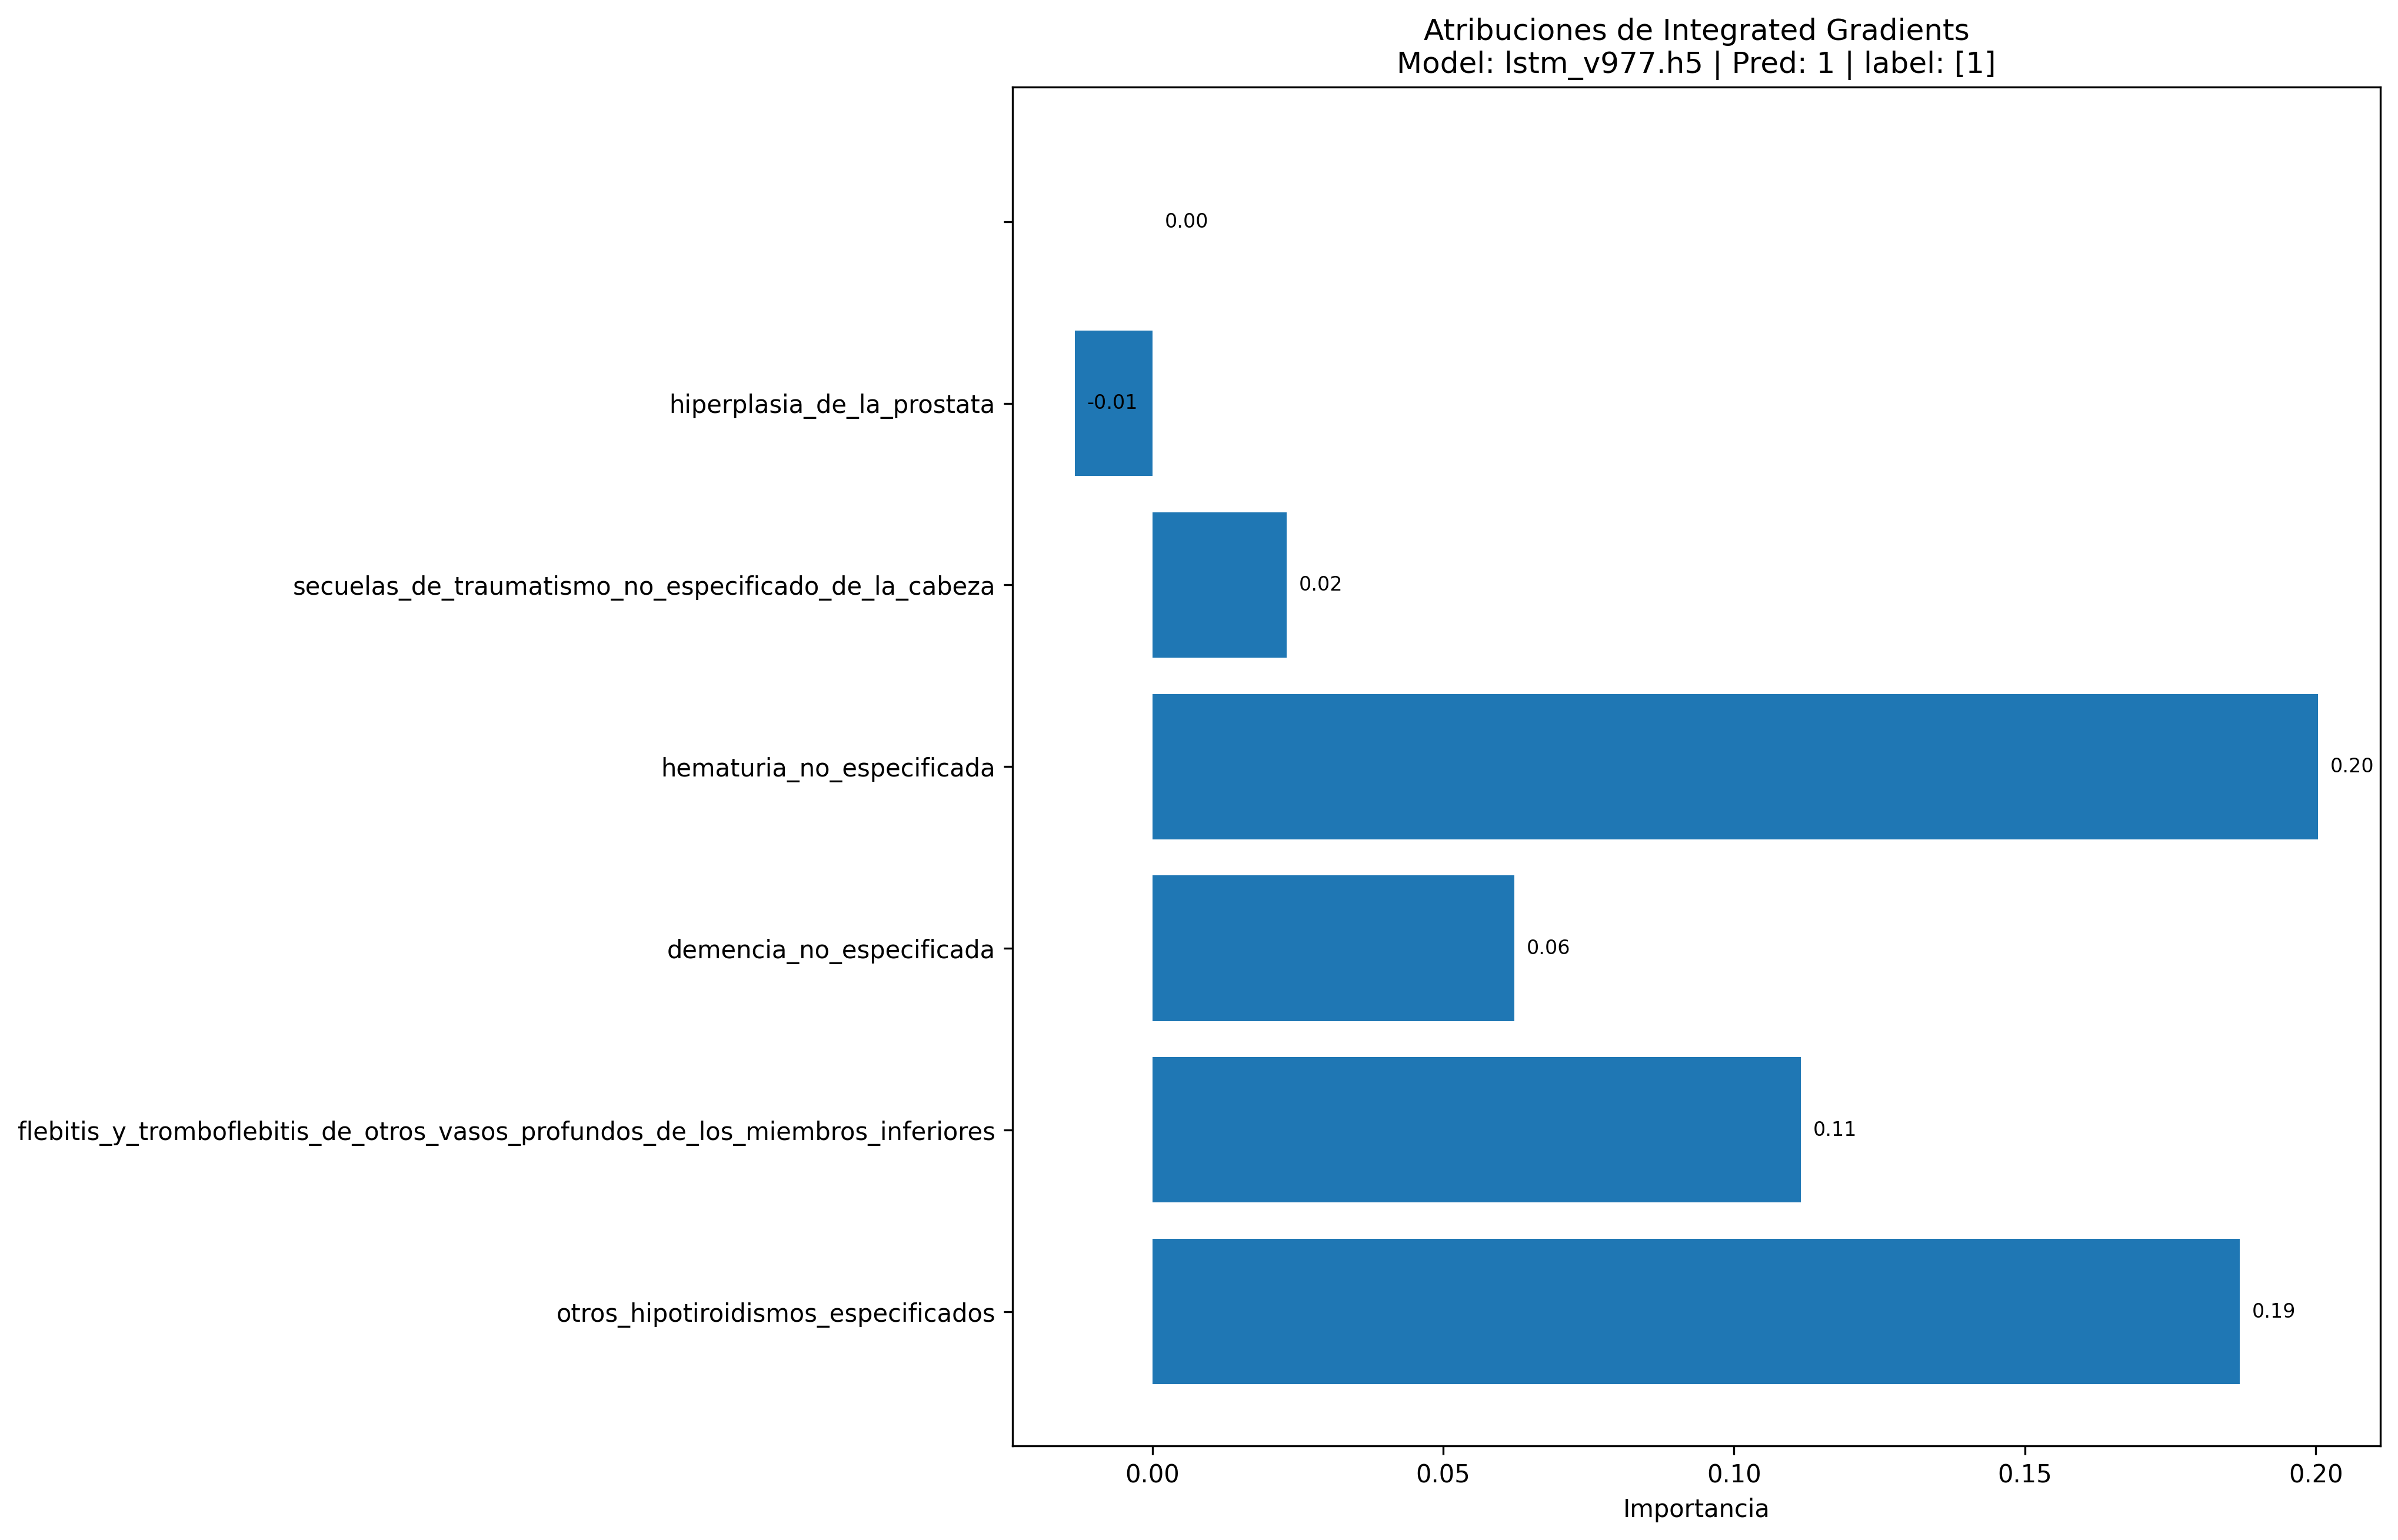 Atribuciones de Integrated Gradients
Model: lstm_v977.h5 | Pred: 1 | label: [1]
0.00
hiperplasia_de_la_prostata
-0.01
secuelas_de_traumatismo_no_especificado_de_la_cabeza
0.02
hematuria_no_especificada
0.20
demencia_no_especificada
0.06
flebitis_y_tromboflebitis_de_otros_vasos_profundos_de_los_miembros_inferiores
0.11
otros_hipotiroidismos_especificados
0.19
0.00
0.05
0.10
0.15
0.20
Importancia